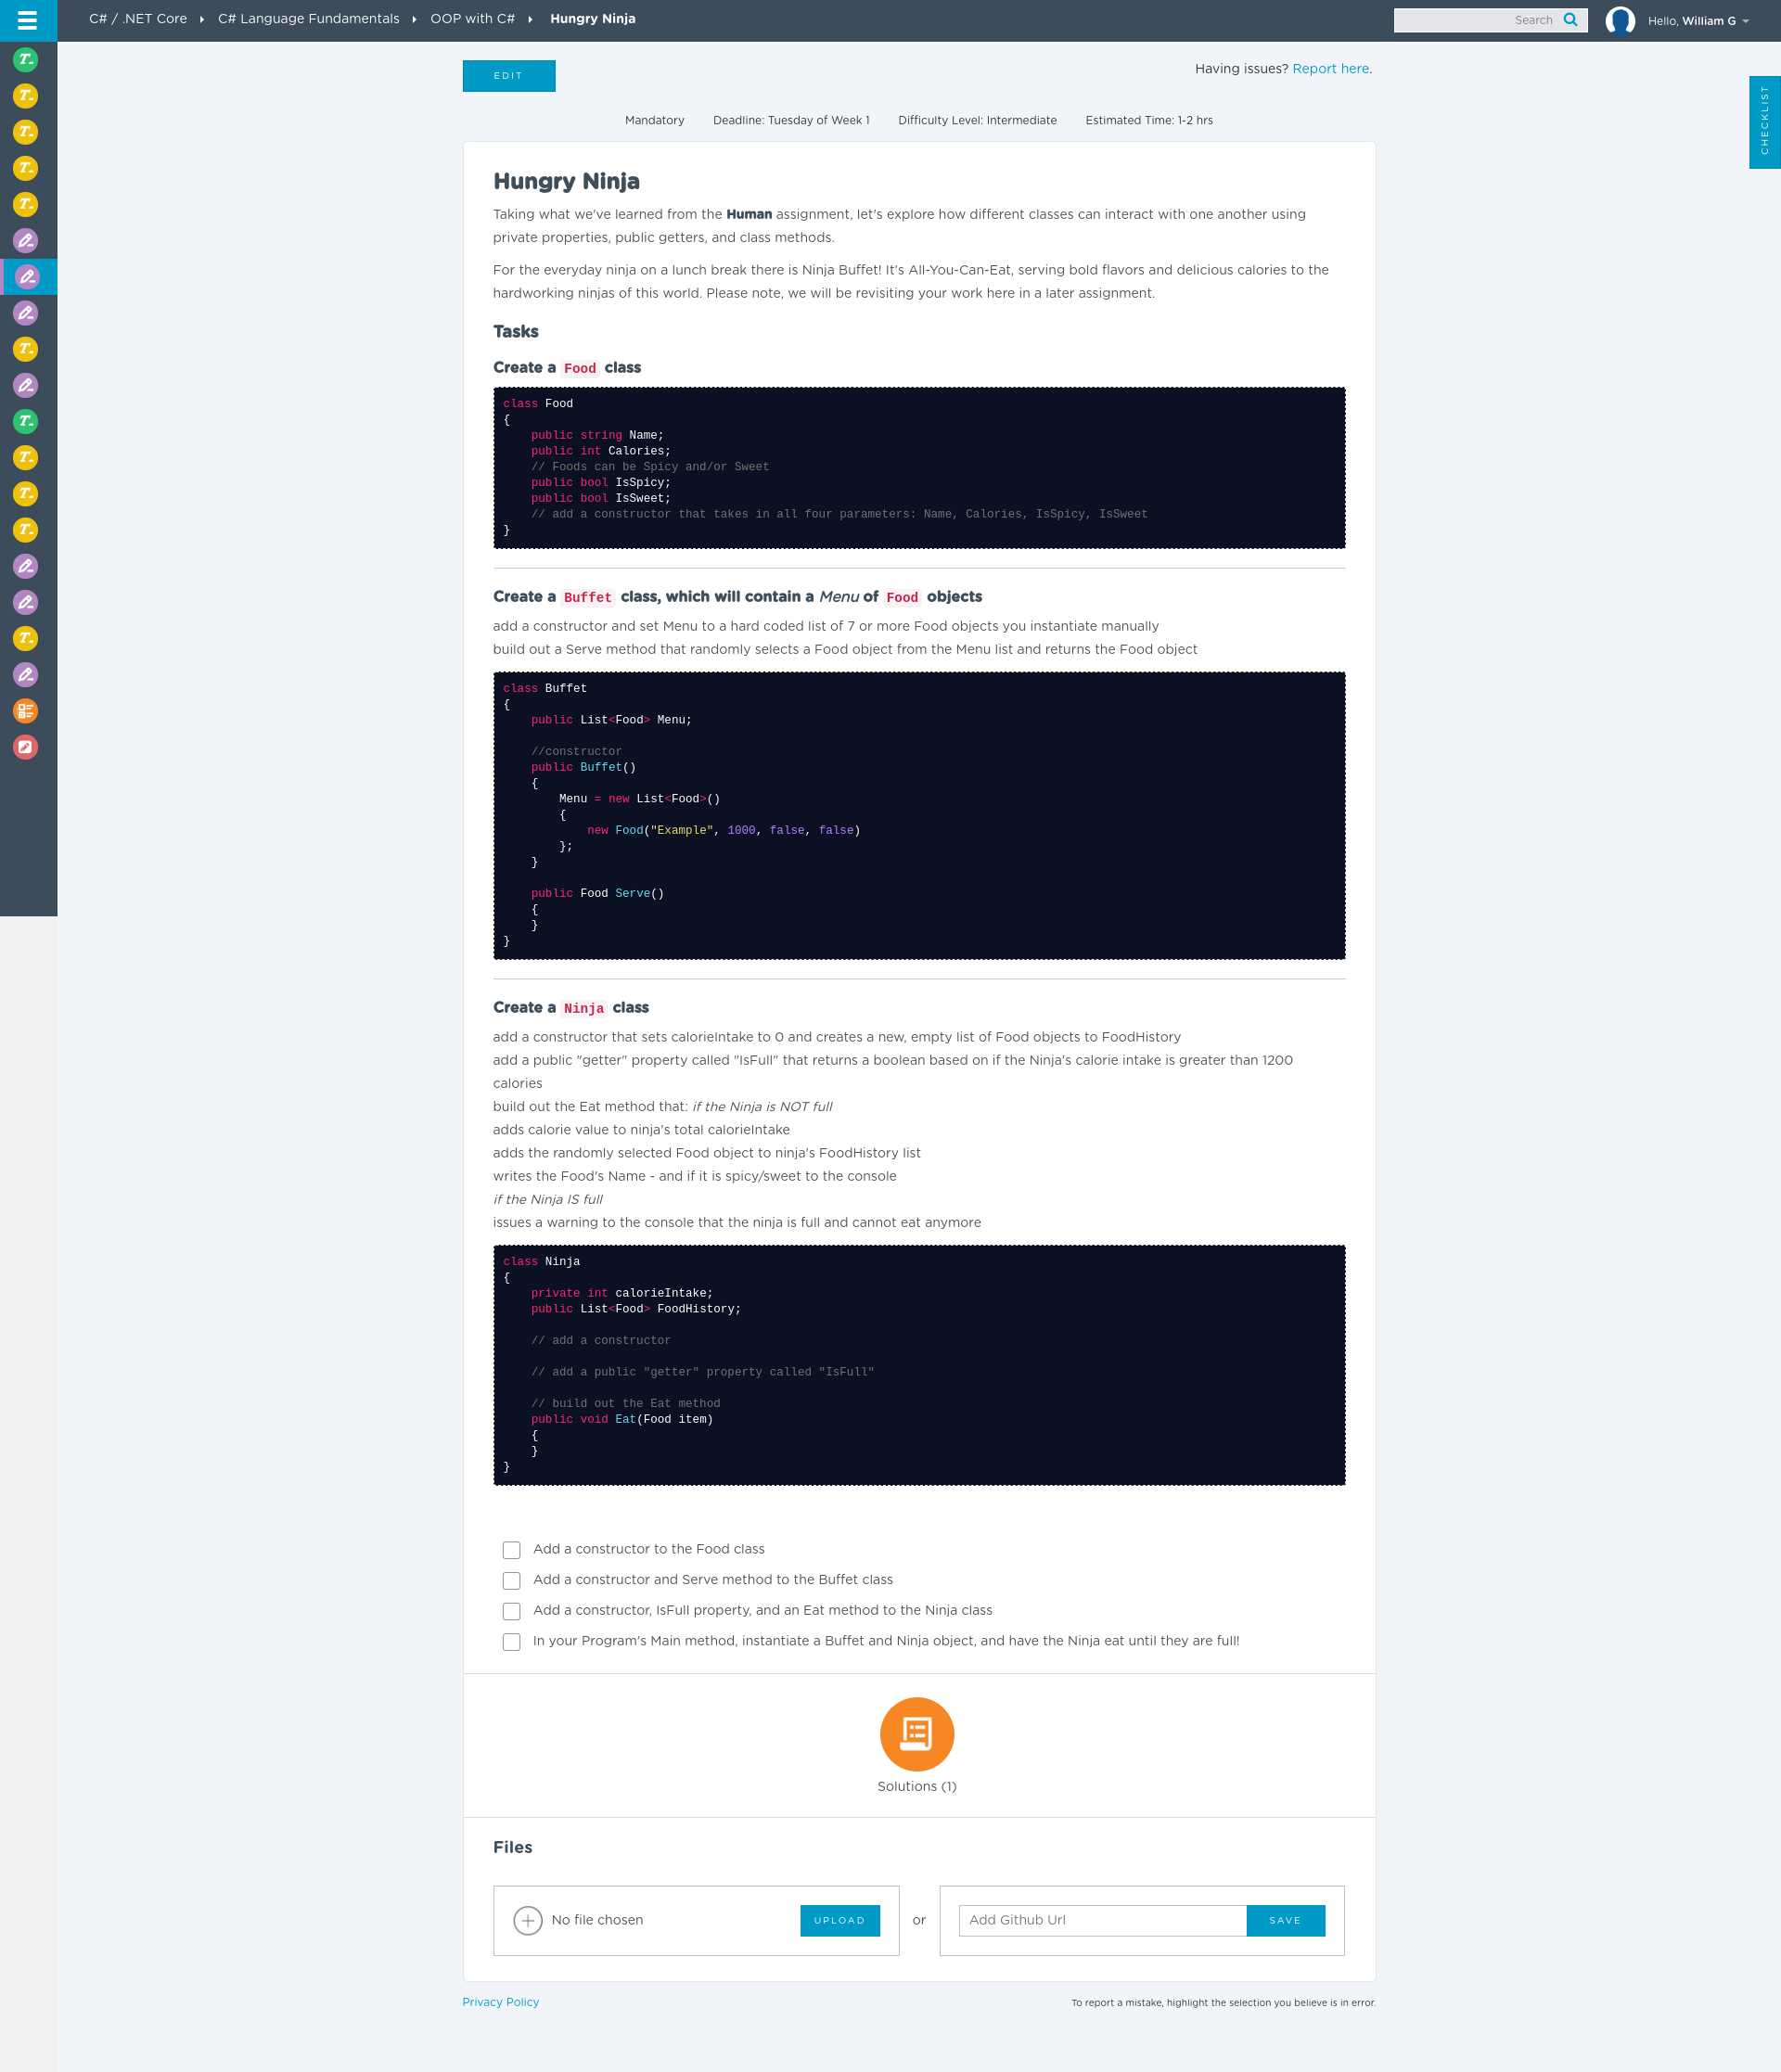 C# / .NET Core C# Language Fundamentals OOP with C# Hungry Ninja Search Hello, William G
EDIT Having issues? Report here.
CHECKLIST
Mandatory Deadline: Tuesday of Week 1 Difficulty Level: Intermediate Estimated Time: 1-2 hrs
Hungry Ninja
Taking what we've learned from the Human assignment, let's explore how different classes can interact with one another using
private properties, public getters, and class methods.
For the everyday ninja on a lunch break there is Ninja Buffet! It's All-You-Can-Eat, serving bold flavors and delicious calories to the
hardworking ninjas of this world. Please note, we will be revisiting your work here in a later assignment.
Tasks
Create a Food class
class Food
{
    public string Name;
    public int Calories;
    // Foods can be Spicy and/or Sweet
    public bool IsSpicy;
    public bool IsSweet;
    // add a constructor that takes in all four parameters: Name, Calories, IsSpicy, IsSweet
}
Create a Buffet class, which will contain a Menu of Food objects
add a constructor and set Menu to a hard coded list of 7 or more Food objects you instantiate manually
build out a Serve method that randomly selects a Food object from the Menu list and returns the Food object
class Buffet
{
    public List<Food> Menu;
    //constructor
    public Buffet()
    {
        Menu = new List<Food>()
        {
            new Food("Example", 1000, false, false)
        };
    }
    public Food Serve()
    {
    }
}
Create a Ninja class
add a constructor that sets calorieIntake to 0 and creates a new, empty list of Food objects to FoodHistory
add a public "getter" property called "IsFull" that returns a boolean based on if the Ninja's calorie intake is greater than 1200
calories
build out the Eat method that: if the Ninja is NOT full
adds calorie value to ninja's total calorieIntake
adds the randomly selected Food object to ninja's FoodHistory list
writes the Food's Name - and if it is spicy/sweet to the console
if the Ninja IS full
issues a warning to the console that the ninja is full and cannot eat anymore
class Ninja
{
    private int calorieIntake;
    public List<Food> FoodHistory;
    // add a constructor
    // add a public "getter" property called "IsFull"
    // build out the Eat method
    public void Eat(Food item)
    {
    }
}
Add a constructor to the Food class
Add a constructor and Serve method to the Buffet class
Add a constructor, IsFull property, and an Eat method to the Ninja class
In your Program's Main method, instantiate a Buffet and Ninja object, and have the Ninja eat until they are full!
Solutions (1)
Files
No file chosen UPLOAD or Add Github Url SAVE
Privacy Policy To report a mistake, highlight the selection you believe is in error.